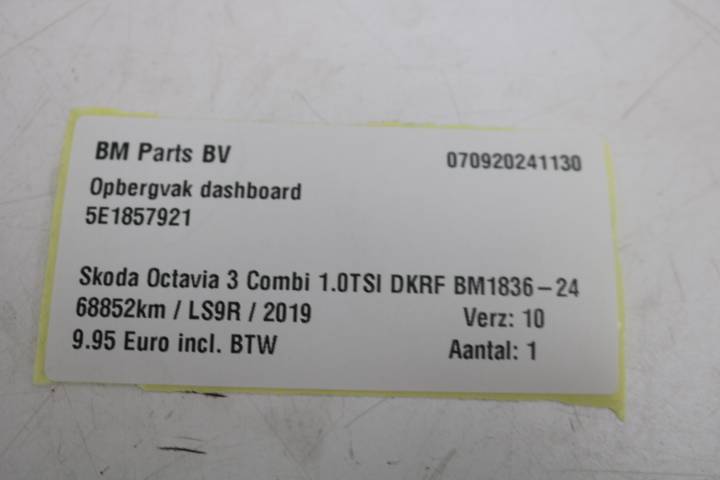 BM Parts BV 070920241130
Opbergvak dashboard
5E1857921
Skoda Octavia 3 Combi 1.0TSI DKRF BM1836-24
68852km / LS9R / 2019 Verz: 10
9.95 Euro incl. BTW Aantal: 1